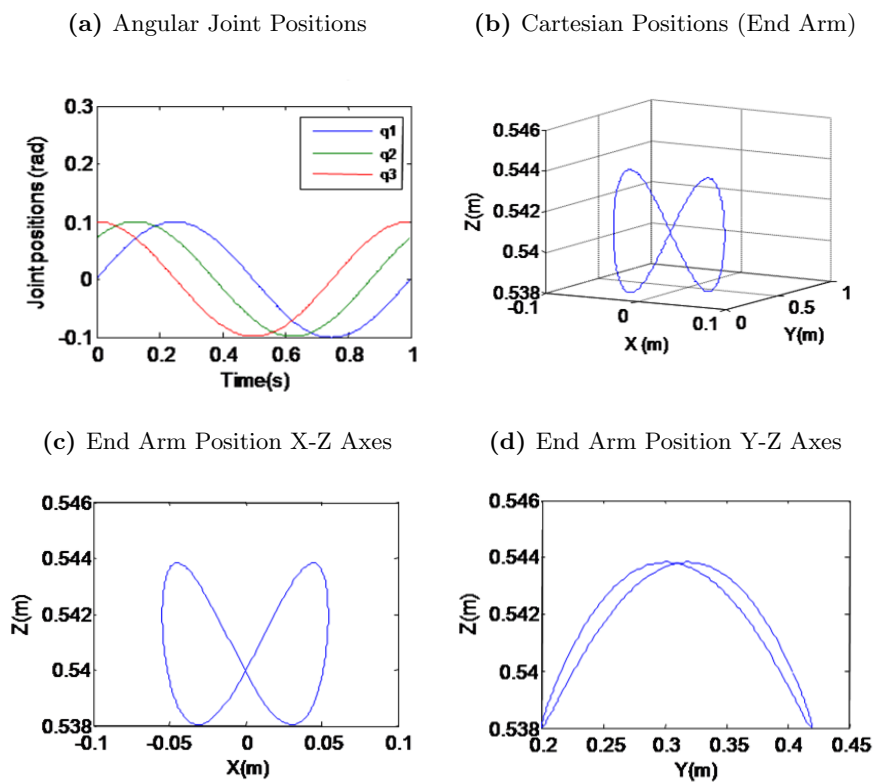 (a) Angular Joint Positions
0.3
0.2
0.1
0
-0.1
Joint positions (rad)
q1
q2
q3
0 0.2 0.4 0.6 0.8 1
Time(s)
(b) Cartesian Positions (End Arm)
0.546
0.544
0.542
0.54
0.538
Z(m)
-0.1 0 0.1
X (m)
0 0.5 1
Y(m)
(c) End Arm Position X-Z Axes
0.546
0.544
0.542
0.54
0.538
Z(m)
-0.1 -0.05 0 0.05 0.1
X(m)
(d) End Arm Position Y-Z Axes
0.546
0.544
0.542
0.54
0.538
Z(m)
0.2 0.25 0.3 0.35 0.4 0.45
Y(m)